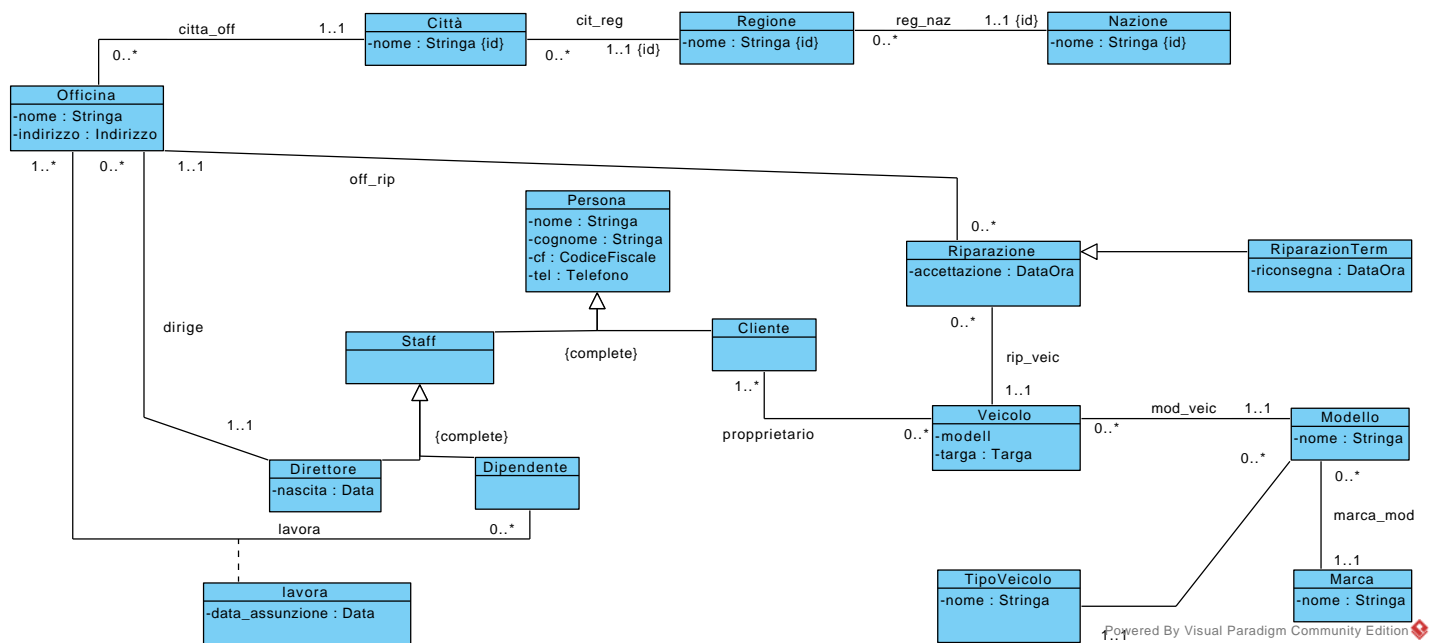 citta_off
1..1
0..*
Città
-nome : Stringa {id}
cit_reg
0..*
1..1 {id}
Regione
-nome : Stringa {id}
reg_naz
0..*
1..1 {id}
Nazione
-nome : Stringa {id}
Officina
-nome : Stringa
-indirizzo : Indirizzo
1..*
0..*
1..1
off_rip
0..*
Persona
-nome : Stringa
-cognome : Stringa
-cf : CodiceFiscale
-tel : Telefono
Riparazione
-accettazione : DataOra
RiparazionTerm
-riconsegna : DataOra
dirige
Staff
{complete}
Cliente
0..*
rip_veic
1..1
1..*
propprietario
0..*
Veicolo
-modell
-targa : Targa
mod_veic
0..*
1..1
Modello
-nome : Stringa
1..1
{complete}
Direttore
-nascita : Data
Dipendente
0..*
0..*
marca_mod
1..1
lavora
0..*
lavora
-data_assunzione : Data
TipoVeicolo
-nome : Stringa
Marca
-nome : Stringa
1..1
Powered By Visual Paradigm Community Edition